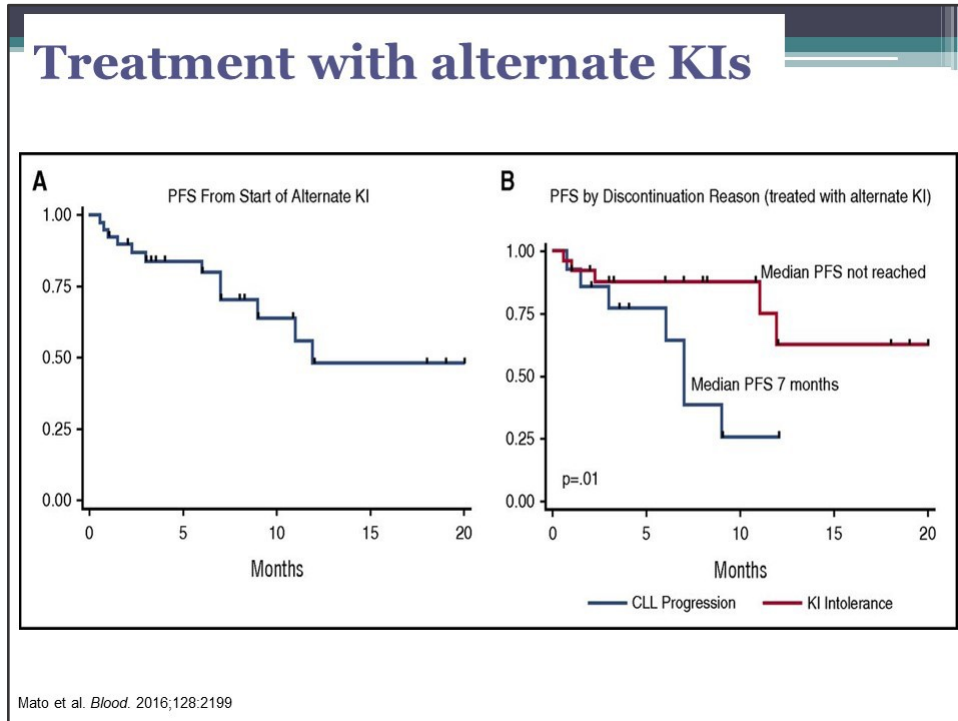 Treatment with alternate KIs
A
PFS From Start of Alternate KI
1.00
0.75
0.50
0.25
0.00
0
5
10
15
20
Months
B
PFS by Discontinuation Reason (treated with alternate KI)
1.00
0.75
0.50
0.25
0.00
Median PFS not reached
Median PFS 7 months
p=.01
0
5
10
15
20
Months
CLL Progression
KI Intolerance
Mato et al. Blood. 2016;128:2199